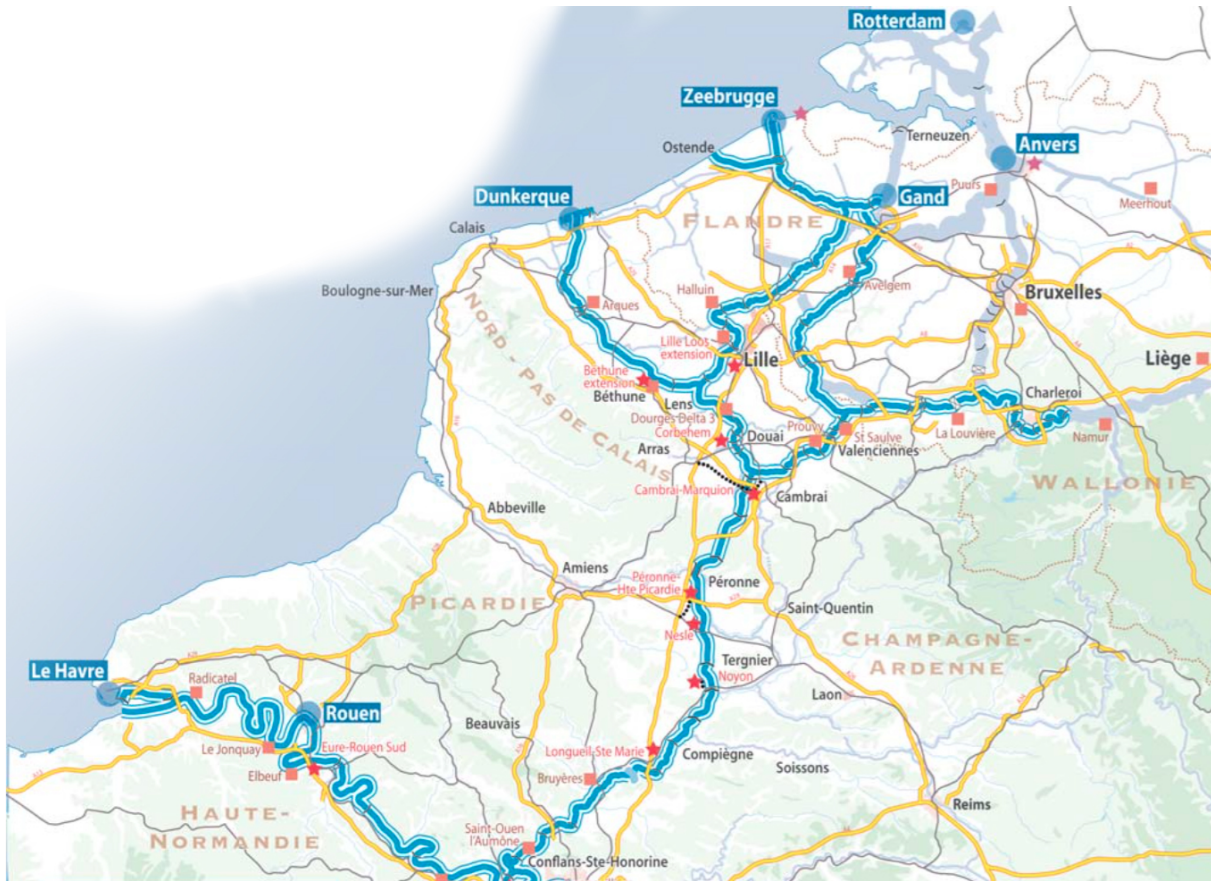 Rotterdam
Zeebrugge
Ostende
Terneuzen
Anvers
Dunkerque
Gand
Puurs
Meerhout
Calais
FLANDRE
Boulogne-sur-Mer
Arques
Halluin
Avelgem
Bruxelles
NORD - PAS DE CALAIS
Lille Loos
extension
Lille
Liège
Béthune
extension
Béthune
Lens
Charleroi
Dourges-Delta 3
Corbehem
Douai
Prouvy
St Saulve
La Louvière
Namur
Arras
Valenciennes
Cambrai-Marquion
Cambrai
WALLONIE
Abbeville
Amiens
Péronne-
Hte Picardie
Péronne
PICARDIE
Saint-Quentin
Nesle
CHAMPAGNE-
ARDENNE
Tergnier
Noyon
Le Havre
Radicatel
Laon
Rouen
Beauvais
Le Jonquay
Eure-Rouen Sud
Longueil-Ste Marie
Compiègne
Elbeuf
Bruyères
Soissons
HAUTE-
NORMANDIE
Reims
Saint-Ouen
l'Aumône
Conflans-Ste-Honorine